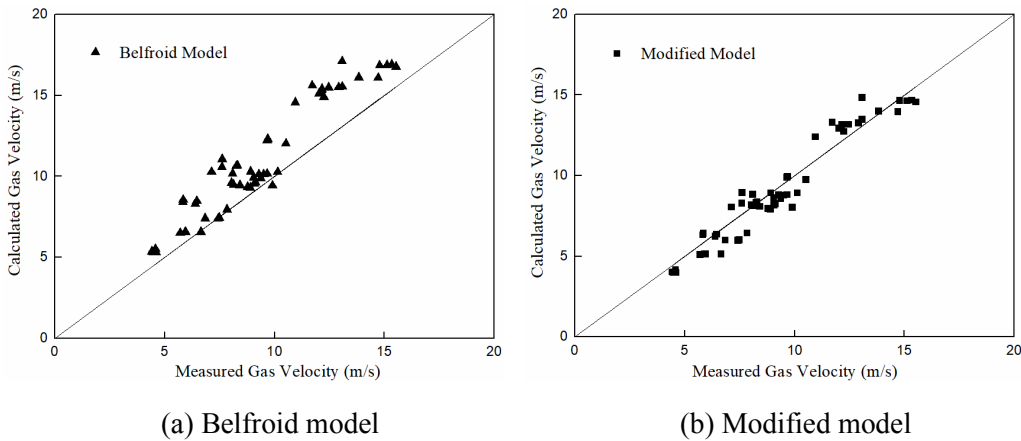 20
15
10
5
0
0
5
10
15
20
Calculated Gas Velocity (m/s)
Measured Gas Velocity (m/s)
Belfroid Model
(a) Belfroid model
20
15
10
5
0
0
5
10
15
20
Calculated Gas Velocity (m/s)
Measured Gas Velocity (m/s)
Modified Model
(b) Modified model